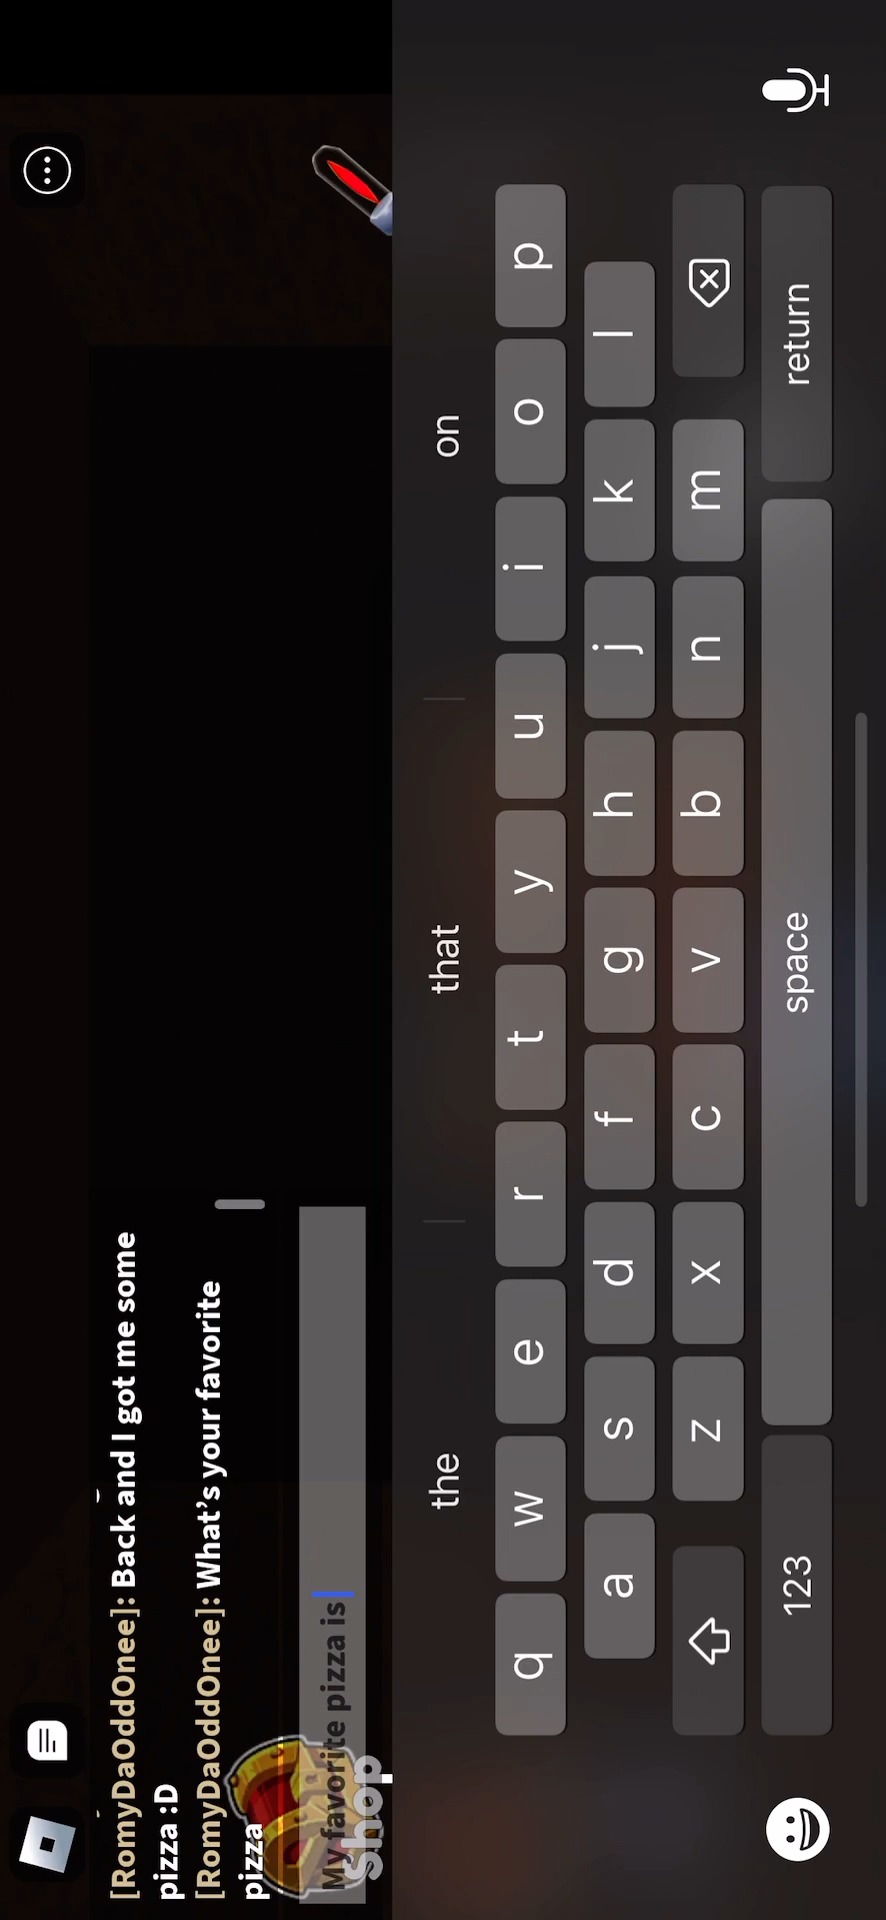 [RomyDaOddOnee]: Back and I got me some
pizza :D
[RomyDaOddOnee]: What's your favorite
pizza
My favorite pizza is
Shop
the that on
q w e r t y u i o p
a s d f g h j k l
z x c v b n m
123 space return